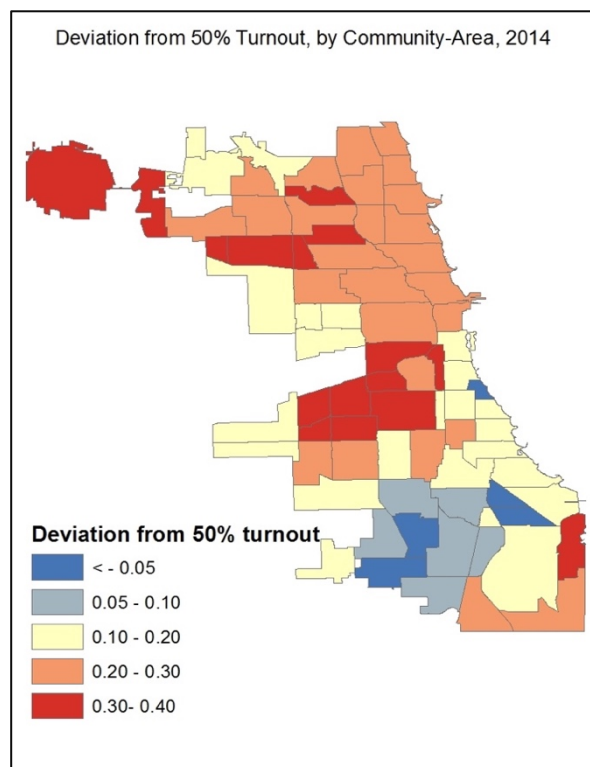 Deviation from 50% Turnout, by Community-Area, 2014
Deviation from 50% turnout
< - 0.05
0.05 - 0.10
0.10 - 0.20
0.20 - 0.30
0.30- 0.40